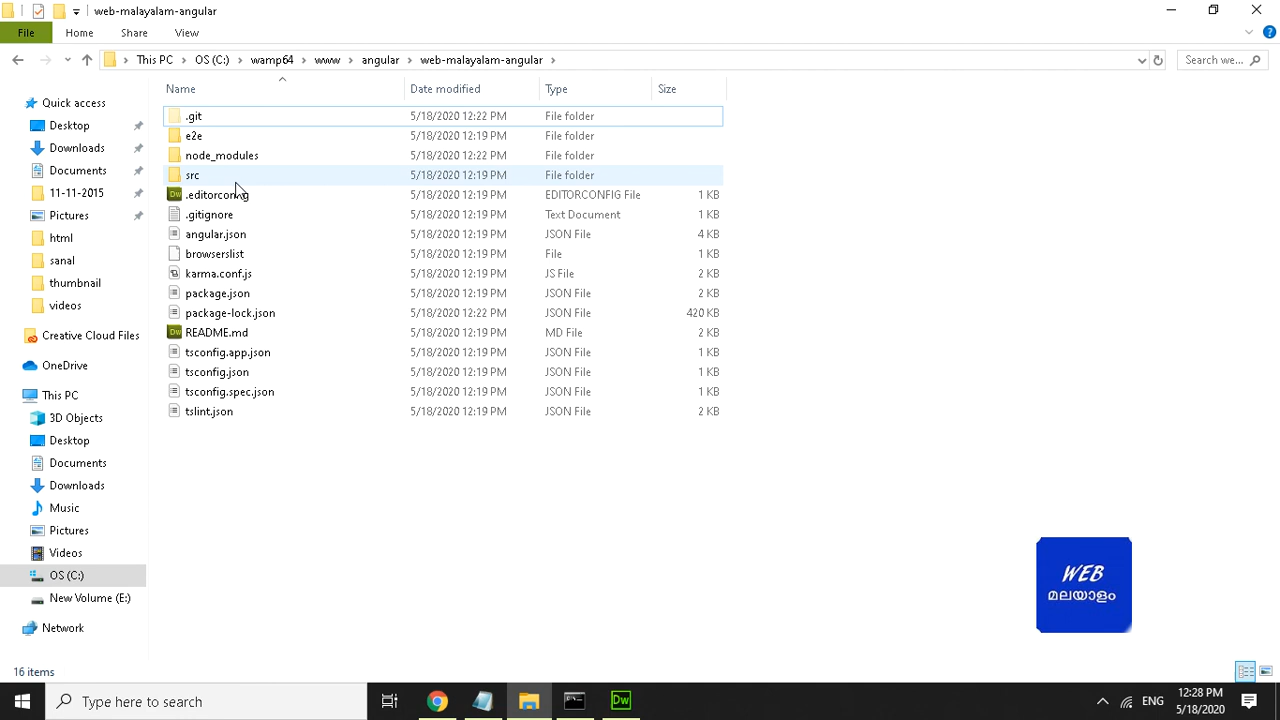 web-malayalam-angular
File Home Share View
This PC OS (C:) wamp64 www angular web-malayalam-angular Search we...
Name Date modified Type Size
.git 5/18/2020 12:22 PM File folder
e2e 5/18/2020 12:19 PM File folder
node_modules 5/18/2020 12:22 PM File folder
src 5/18/2020 12:19 PM File folder
.editorconfig 5/18/2020 12:19 PM EDITORCONFIG File 1 KB
.gitignore 5/18/2020 12:19 PM Text Document 1 KB
angular.json 5/18/2020 12:19 PM JSON File 4 KB
browserslist 5/18/2020 12:19 PM File 1 KB
karma.conf.js 5/18/2020 12:19 PM JS File 2 KB
package.json 5/18/2020 12:19 PM JSON File 2 KB
package-lock.json 5/18/2020 12:22 PM JSON File 420 KB
README.md 5/18/2020 12:19 PM MD File 2 KB
tsconfig.app.json 5/18/2020 12:19 PM JSON File 1 KB
tsconfig.json 5/18/2020 12:19 PM JSON File 1 KB
tsconfig.spec.json 5/18/2020 12:19 PM JSON File 1 KB
tslint.json 5/18/2020 12:19 PM JSON File 2 KB
Quick access
Desktop
Downloads
Documents
11-11-2015
Pictures
html
sanal
thumbnail
videos
Creative Cloud Files
OneDrive
This PC
3D Objects
Desktop
Documents
Downloads
Music
Pictures
Videos
OS (C:)
New Volume (E:)
Network
WEB
മലയാളം
16 items
Type here to search
Dw
ENG
12:28 PM
5/18/2020